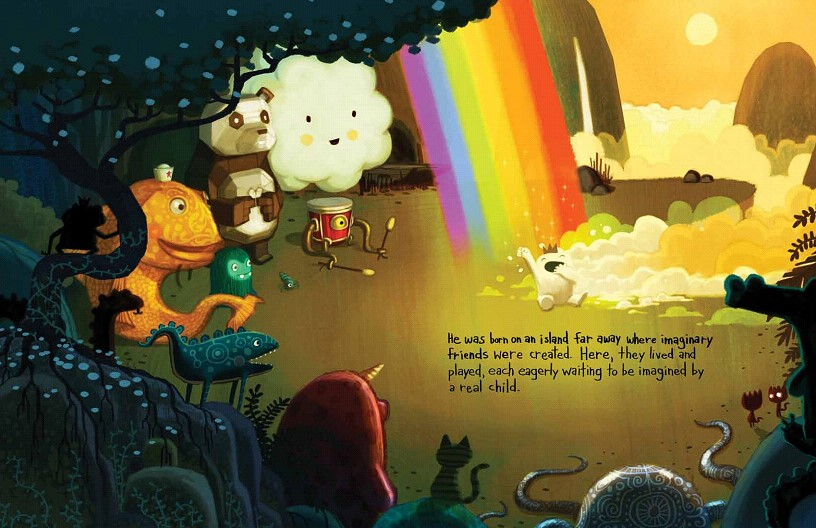 He was born on an island far away where imaginary
friends were created. Here, they lived and
played, each eagerly waiting to be imagined by
a real child.